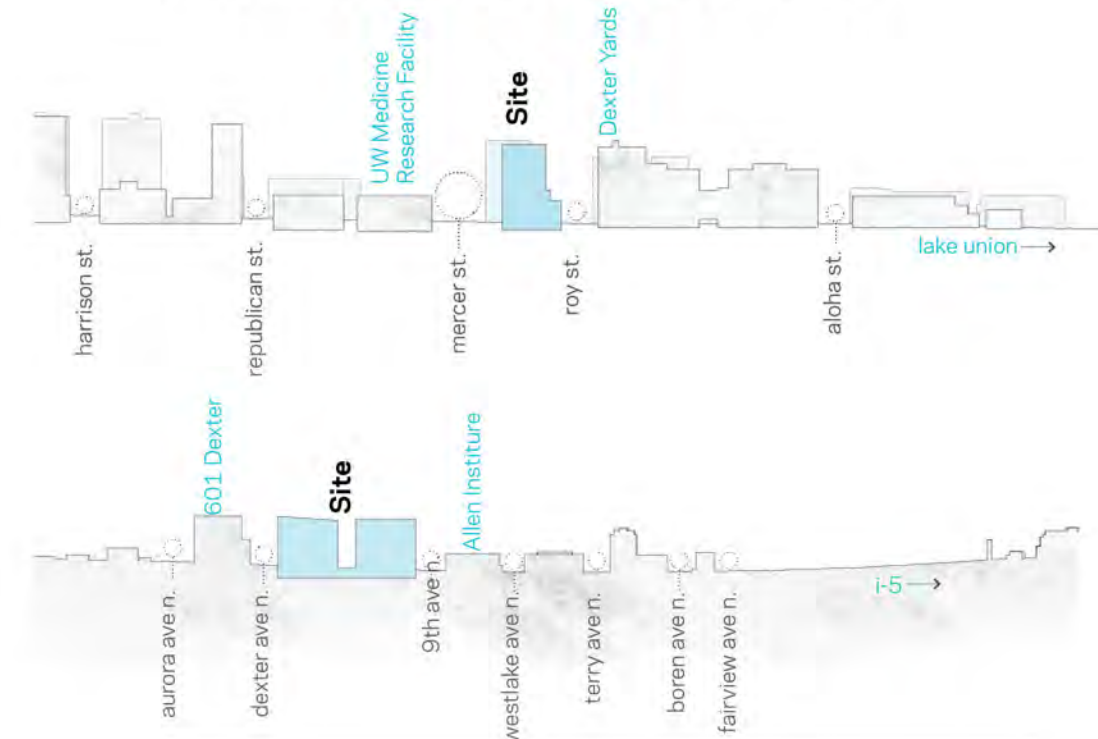 UW Medicine
Research Facility
Site
Dexter Yards
harrison st.
republican st.
mercer st.
roy st.
aloha st.
lake union
601 Dexter
Site
Allen Institure
aurora ave n.
dexter ave n.
9th ave n.
westlake ave n.
terry ave n.
boren ave n.
fairview ave n.
i-5